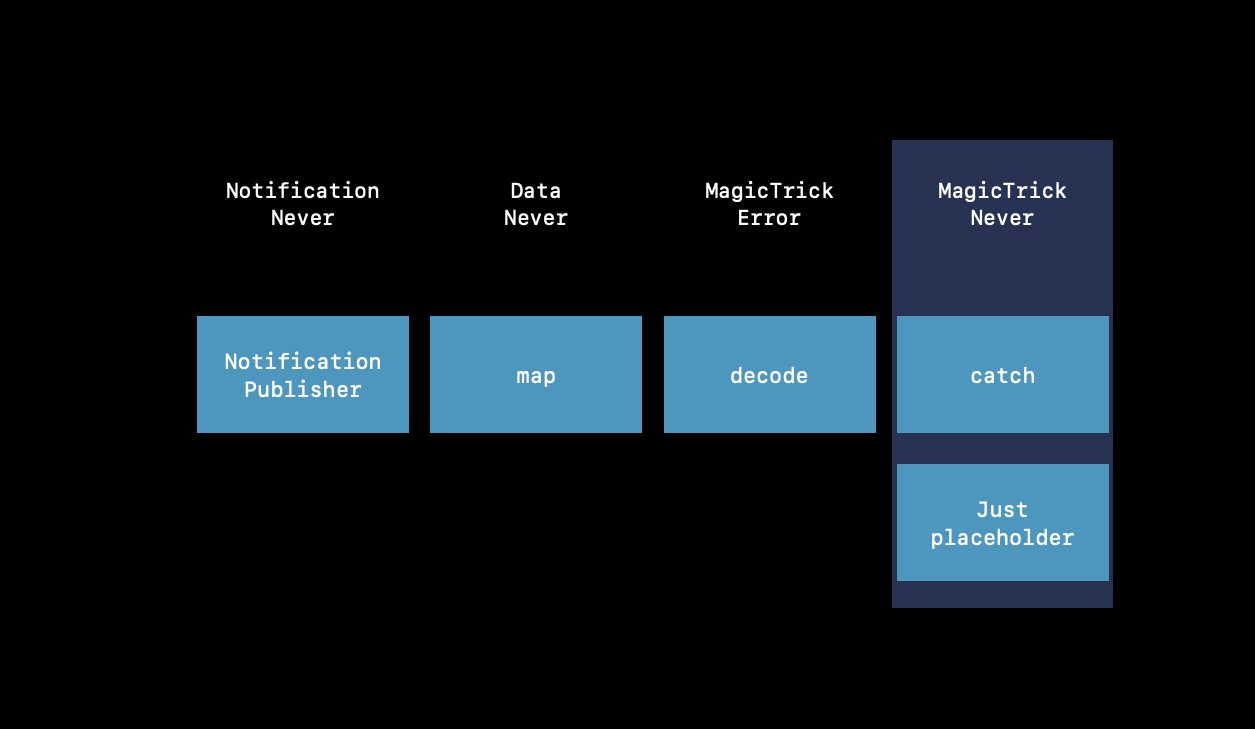 Notification
Never
Data
Never
MagicTrick
Error
MagicTrick
Never
Notification
Publisher
map
decode
catch
Just
placeholder